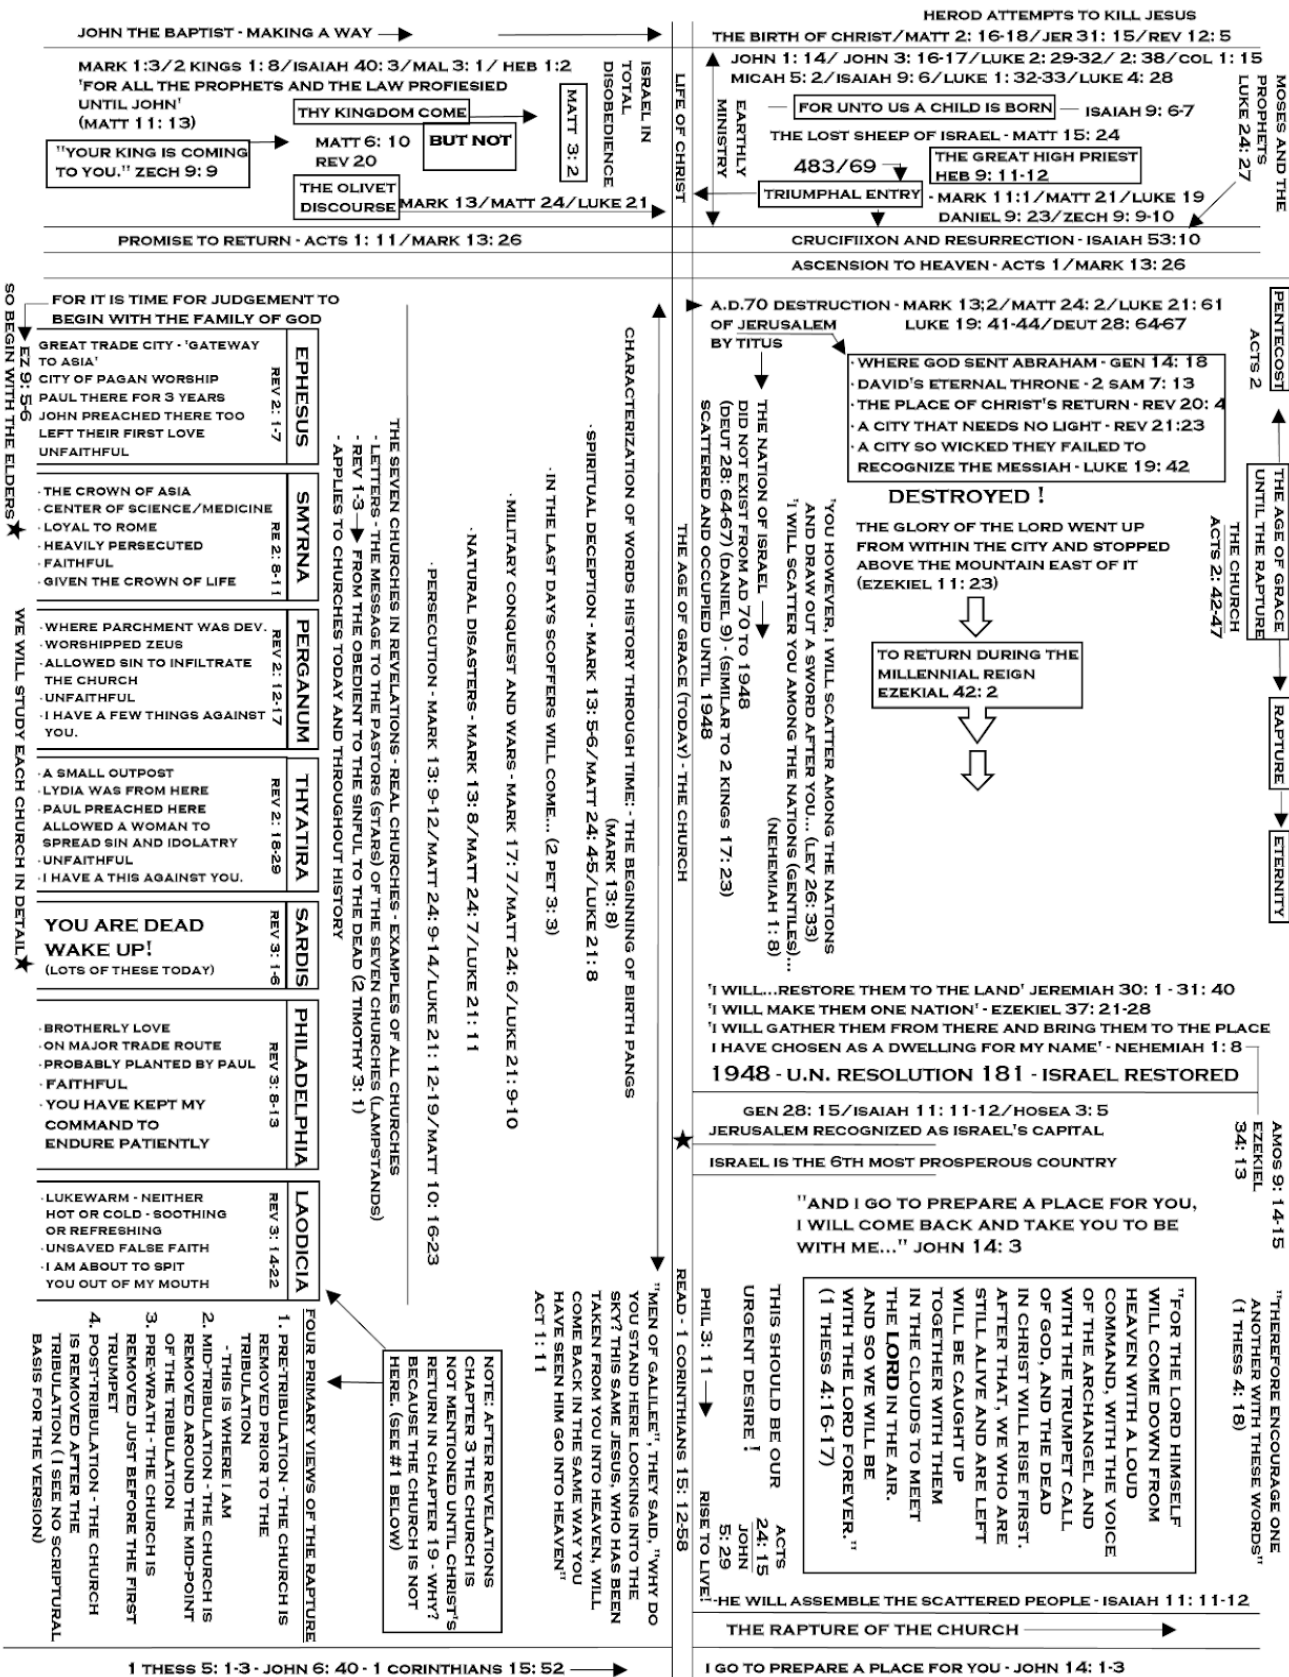 JOHN THE BAPTIST - MAKING A WAY
MARK 1:3/2 KINGS 1: 8/ISAIAH 40: 3/MAL 3: 1/ HEB 1:2
'FOR ALL THE PROPHETS AND THE LAW PROFIESIED
UNTIL JOHN'
(MATT 11: 13)
THY KINGDOM COME
MATT 6: 10
REV 20
BUT NOT
MATT 3: 2
"YOUR KING IS COMING
TO YOU." ZECH 9: 9
THE OLIVET
DISCOURSE
MARK 13/MATT 24/LUKE 21
ISRAEL IN
TOTAL
DISOBEDIENCE
LIFE OF CHRIST
HEROD ATTEMPTS TO KILL JESUS
THE BIRTH OF CHRIST/MATT 2: 16-18/JER 31: 15/REV 12: 5
JOHN 1: 14/ JOHN 3: 16-17/LUKE 2: 29-32/ 2: 38/COL 1: 15
MICAH 5: 2/ISAIAH 9: 6/LUKE 1: 32-33/LUKE 4: 28
EARTHLY
MINISTRY
FOR UNTO US A CHILD IS BORN
ISAIAH 9: 6-7
THE LOST SHEEP OF ISRAEL - MATT 15: 24
483/69
THE GREAT HIGH PRIEST
HEB 9: 11-12
TRIUMPHAL ENTRY
- MARK 11:1/MATT 21/LUKE 19
DANIEL 9: 23/ZECH 9: 9-10
MOSES AND THE
PROPHETS
LUKE 24: 27
PROMISE TO RETURN - ACTS 1: 11/MARK 13: 26
CRUCIFIIXON AND RESURRECTION - ISAIAH 53:10
ASCENSION TO HEAVEN - ACTS 1/MARK 13: 26
FOR IT IS TIME FOR JUDGEMENT TO
BEGIN WITH THE FAMILY OF GOD
EZ 9: 5-6
SO BEGIN WITH THE ELDERS
WE WILL STUDY EACH CHURCH IN DETAIL
EPHESUS
REV 2: 1-7
GREAT TRADE CITY - 'GATEWAY
TO ASIA'
CITY OF PAGAN WORSHIP
PAUL THERE FOR 3 YEARS
JOHN PREACHED THERE TOO
LEFT THEIR FIRST LOVE
UNFAITHFUL
SMYRNA
RE 2: 8-11
· THE CROWN OF ASIA
· CENTER OF SCIENCE/MEDICINE
· LOYAL TO ROME
· HEAVILY PERSECUTED
· FAITHFUL
· GIVEN THE CROWN OF LIFE
PERGANUM
REV 2: 12-17
· WHERE PARCHMENT WAS DEV.
· WORSHIPPED ZEUS
· ALLOWED SIN TO INFILTRATE
THE CHURCH
· UNFAITHFUL
· I HAVE A FEW THINGS AGAINST
YOU.
THYATIRA
REV 2: 18-29
· A SMALL OUTPOST
· LYDIA WAS FROM HERE
· PAUL PREACHED HERE
ALLOWED A WOMAN TO
SPREAD SIN AND IDOLATRY
· UNFAITHFUL
· I HAVE A THIS AGAINST YOU.
SARDIS
REV 3: 1-6
YOU ARE DEAD
WAKE UP!
(LOTS OF THESE TODAY)
PHILADELPHIA
REV 3: 8-13
· BROTHERLY LOVE
· ON MAJOR TRADE ROUTE
· PROBABLY PLANTED BY PAUL
· FAITHFUL
· YOU HAVE KEPT MY
COMMAND TO
ENDURE PATIENTLY
LAODICIA
REV 3: 14-22
· LUKEWARM - NEITHER
HOT OR COLD - SOOTHING
OR REFRESHING
· UNSAVED FALSE FAITH
· I AM ABOUT TO SPIT
YOU OUT OF MY MOUTH
CHARACTERIZATION OF WORDS HISTORY THROUGH TIME: - THE BEGINNING OF BIRTH PANGS
(MARK 13: 8)
· SPIRITUAL DECEPTION - MARK 13: 5-6/MATT 24: 4-5/LUKE 21: 8
· IN THE LAST DAYS SCOFFERS WILL COME... (2 PET 3: 3)
· MILITARY CONQUEST AND WARS - MARK 17: 7/MATT 24: 6/LUKE 21: 9-10
· NATURAL DISASTERS - MARK 13: 8/MATT 24: 7/LUKE 21: 11
· PERSECUTION - MARK 13: 9-12/MATT 24: 9-14/LUKE 21: 12-19/MATT 10: 16-23
THE SEVEN CHURCHES IN REVELATIONS - REAL CHURCHES - EXAMPLES OF ALL CHURCHES
- LETTERS - THE MESSAGE TO THE PASTORS (STARS) OF THE SEVEN CHURCHES (LAMPSTANDS)
- REV 1-3 FROM THE OBEDIENT TO THE SINFUL TO THE DEAD (2 TIMOTHY 3: 1)
- APPLIES TO CHURCHES TODAY AND THROUGHOUT HISTORY
THE AGE OF GRACE (TODAY) - THE CHURCH
A.D.70 DESTRUCTION - MARK 13;2/MATT 24: 2/LUKE 21: 61
OF JERUSALEM
BY TITUS
LUKE 19: 41-44/DEUT 28: 64-67
· WHERE GOD SENT ABRAHAM - GEN 14: 18
· DAVID'S ETERNAL THRONE - 2 SAM 7: 13
· THE PLACE OF CHRIST'S RETURN - REV 20: 4
· A CITY THAT NEEDS NO LIGHT - REV 21:23
· A CITY SO WICKED THEY FAILED TO
RECOGNIZE THE MESSIAH - LUKE 19: 42
DESTROYED !
THE GLORY OF THE LORD WENT UP
FROM WITHIN THE CITY AND STOPPED
ABOVE THE MOUNTAIN EAST OF IT
(EZEKIEL 11: 23)
TO RETURN DURING THE
MILLENNIAL REIGN
EZEKIAL 42: 2
THE NATION OF ISRAEL
DID NOT EXIST FROM AD 70 TO 1948
(DEUT 28: 64-67) (DANIEL 9) - (SIMILAR TO 2 KINGS 17: 23)
SCATTERED AND OCCUPIED UNTIL 1948
'YOU HOWEVER, I WILL SCATTER AMONG THE NATIONS
AND DRAW OUT A SWORD AFTER YOU... (LEV 26: 33)
'I WILL SCATTER YOU AMONG THE NATIONS (GENTILES)...
(NEHEMIAH 1: 8)
PENTECOST
ACTS 2
THE AGE OF GRACE
UNTIL THE RAPTURE
THE CHURCH
ACTS 2: 42-47
RAPTURE
ETERNITY
'I WILL...RESTORE THEM TO THE LAND' JEREMIAH 30: 1 - 31: 40
'I WILL MAKE THEM ONE NATION' - EZEKIEL 37: 21-28
'I WILL GATHER THEM FROM THERE AND BRING THEM TO THE PLACE
I HAVE CHOSEN AS A DWELLING FOR MY NAME' - NEHEMIAH 1: 8
1948 - U.N. RESOLUTION 181 - ISRAEL RESTORED
GEN 28: 15/ISAIAH 11: 11-12/HOSEA 3: 5
JERUSALEM RECOGNIZED AS ISRAEL'S CAPITAL
ISRAEL IS THE 6TH MOST PROSPEROUS COUNTRY
AMOS 9: 14-15
EZEKIEL
34: 13
"AND I GO TO PREPARE A PLACE FOR YOU,
I WILL COME BACK AND TAKE YOU TO BE
WITH ME..." JOHN 14: 3
"FOR THE LORD HIMSELF
WILL COME DOWN FROM
HEAVEN WITH A LOUD
COMMAND, WITH THE VOICE
OF THE ARCHANGEL AND
WITH THE TRUMPET CALL
OF GOD, AND THE DEAD
IN CHRIST WILL RISE FIRST.
AFTER THAT, WE WHO ARE
STILL ALIVE AND ARE LEFT
WILL BE CAUGHT UP
TOGETHER WITH THEM
IN THE CLOUDS TO MEET
THE LORD IN THE AIR.
AND SO WE WILL BE
WITH THE LORD FOREVER."
(1 THESS 4:16-17)
"THEREFORE ENCOURAGE ONE
ANOTHER WITH THESE WORDS"
(1 THESS 4: 18)
THIS SHOULD BE OUR
URGENT DESIRE !
ACTS
24: 15
JOHN
5: 29
PHIL 3: 11
RISE TO LIVE!
READ - 1 CORINTHIANS 15: 12-58
"MEN OF GALILEE", THEY SAID, "WHY DO
YOU STAND HERE LOOKING INTO THE
SKY? THIS SAME JESUS, WHO HAS BEEN
TAKEN FROM YOU INTO HEAVEN, WILL
COME BACK IN THE SAME WAY YOU
HAVE SEEN HIM GO INTO HEAVEN"
ACT 1: 11
NOTE: AFTER REVELATIONS
CHAPTER 3 THE CHURCH IS
NOT MENTIONED UNTIL CHRIST'S
RETURN IN CHAPTER 19 - WHY?
BECAUSE THE CHURCH IS NOT
HERE. (SEE #1 BELOW)
FOUR PRIMARY VIEWS OF THE RAPTURE
1. PRE-TRIBULATION - THE CHURCH IS
REMOVED PRIOR TO THE
TRIBULATION
- THIS IS WHERE I AM
2. MID-TRIBULATION - THE CHURCH IS
REMOVED AROUND THE MID-POINT
OF THE TRIBULATION
3. PRE-WRATH - THE CHURCH IS
REMOVED JUST BEFORE THE FIRST
TRUMPET
4. POST-TRIBULATION - THE CHURCH
IS REMOVED AFTER THE
TRIBULATION ( I SEE NO SCRIPTURAL
BASIS FOR THE VERSION)
-HE WILL ASSEMBLE THE SCATTERED PEOPLE - ISAIAH 11: 11-12
THE RAPTURE OF THE CHURCH
1 THESS 5: 1-3 - JOHN 6: 40 - 1 CORINTHIANS 15: 52
I GO TO PREPARE A PLACE FOR YOU - JOHN 14: 1-3